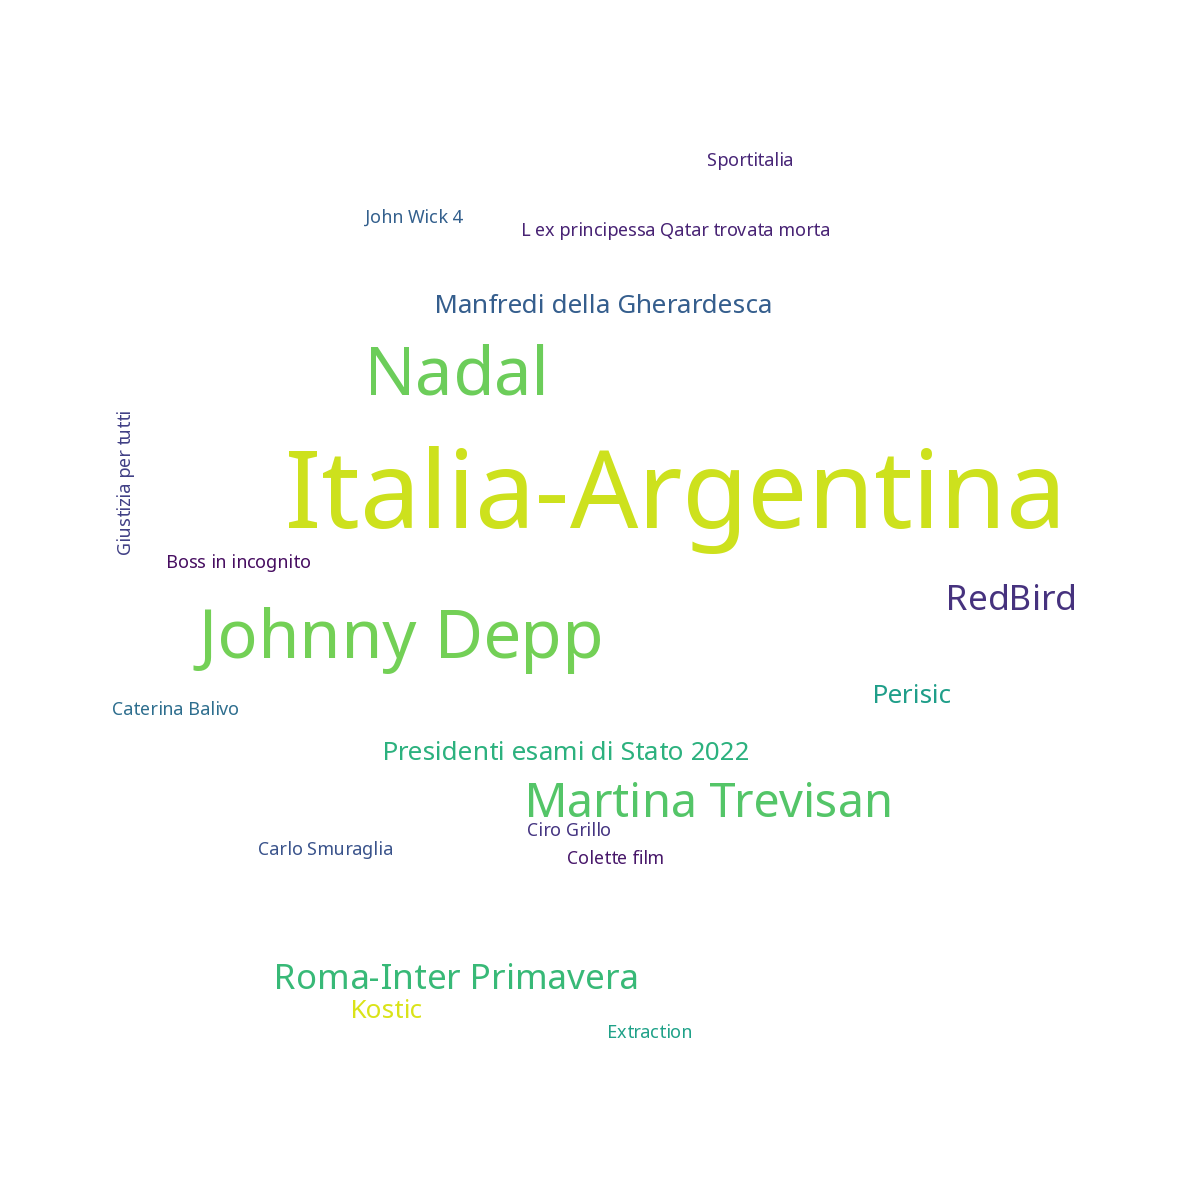 Sportitalia
John Wick 4
L ex principessa Qatar trovata morta
Manfredi della Gherardesca
Nadal
Giustizia per tutti
Italia-Argentina
Boss in incognito
RedBird
Johnny Depp
Perisic
Caterina Balivo
Presidenti esami di Stato 2022
Martina Trevisan
Ciro Grillo
Carlo Smuraglia
Colette film
Roma-Inter Primavera
Kostic
Extraction